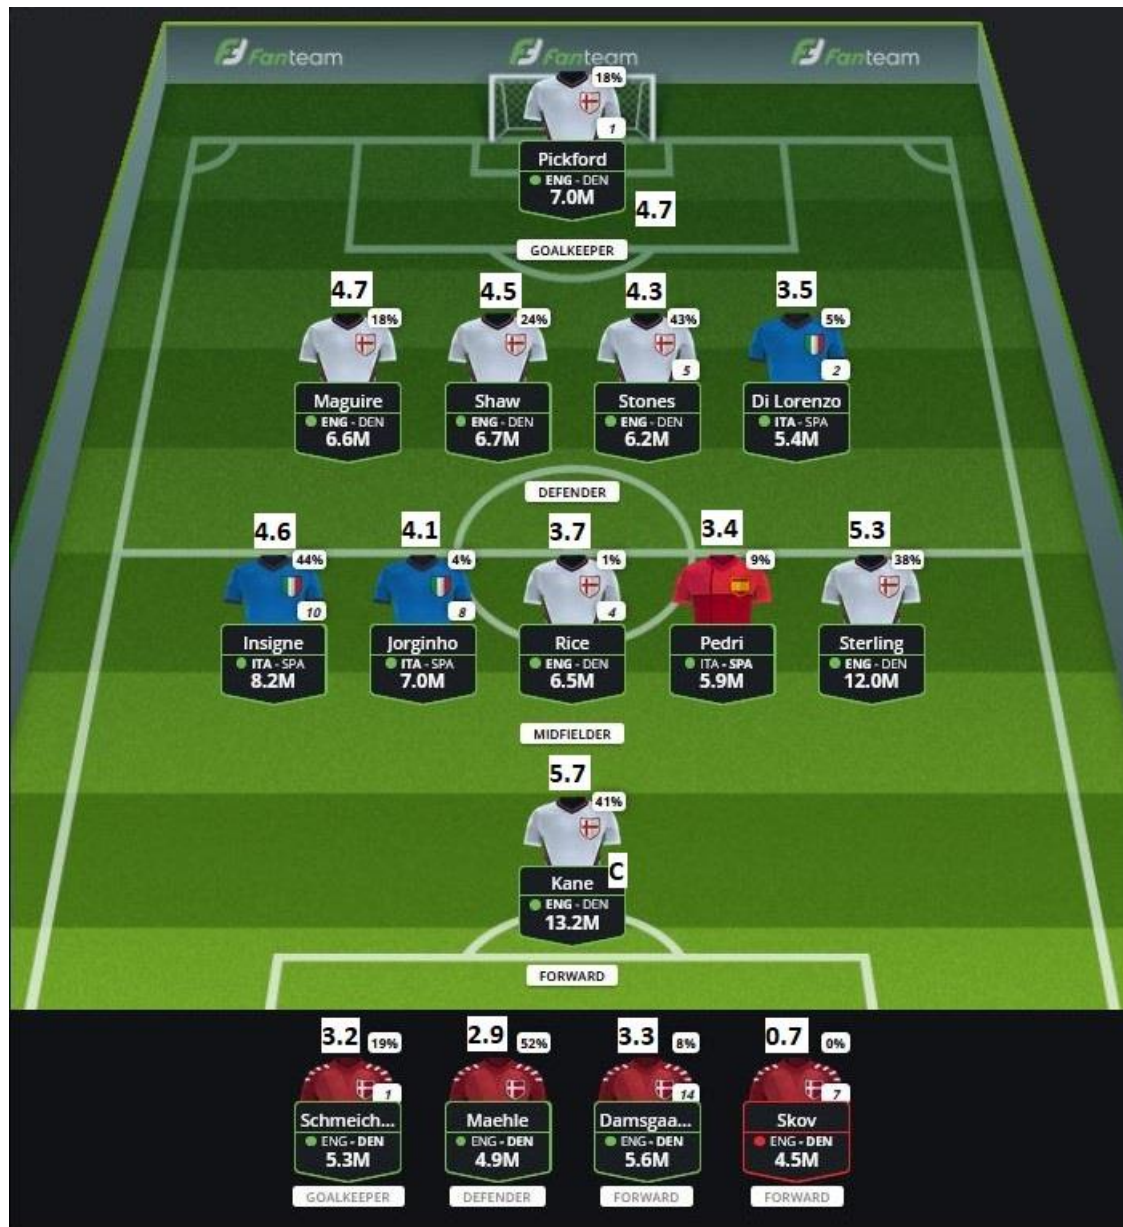 Fanteam Fanteam Fanteam
18%
1
Pickford
ENG - DEN
7.0M
4.7
GOALKEEPER
4.7 4.5 4.3 3.5
18% 24% 43% 5%
5 2
Maguire Shaw Stones Di Lorenzo
ENG - DEN ENG - DEN ENG - DEN ITA - SPA
6.6M 6.7M 6.2M 5.4M
DEFENDER
4.6 4.1 3.7 3.4 5.3
44% 4% 1% 9% 38%
10 8 4
Insigne Jorginho Rice Pedri Sterling
ITA - SPA ITA - SPA ENG - DEN ITA - SPA ENG - DEN
8.2M 7.0M 6.5M 5.9M 12.0M
MIDFIELDER
5.7
41%
C
Kane
ENG - DEN
13.2M
FORWARD
3.2 19% 2.9 52% 3.3 8% 0.7 0%
1 14 7
Schmeich... Maehle Damsgaa... Skov
ENG - DEN ENG - DEN ENG - DEN ENG - DEN
5.3M 4.9M 5.6M 4.5M
GOALKEEPER DEFENDER FORWARD FORWARD